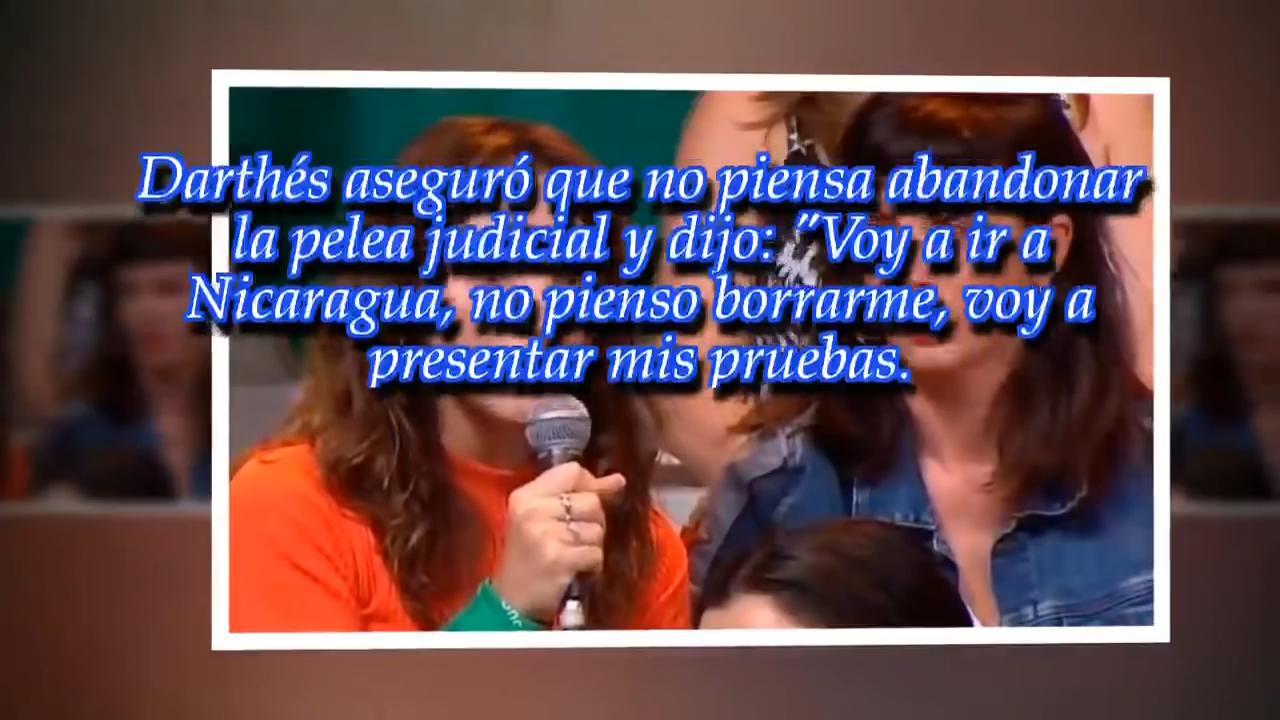 Darthés aseguró que no piensa abandonar
la pelea judicial y dijo: "Voy a ir a
Nicaragua, no pienso borrarme, voy a
presentar mis pruebas.